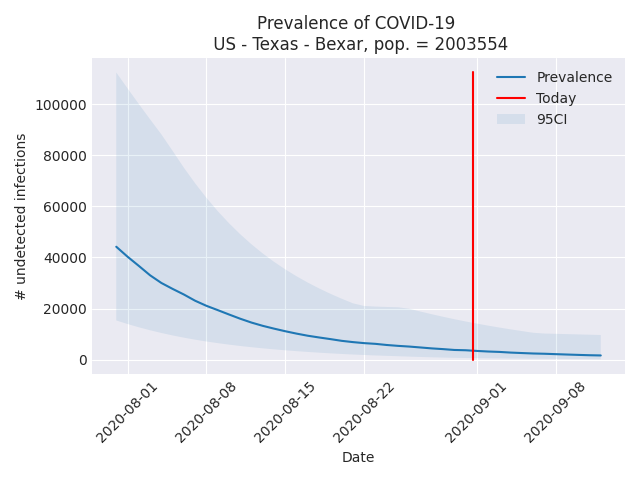 Prevalence of COVID-19
US - Texas - Bexar, pop. = 2003554
Prevalence
Today
95CI
# undetected infections
100000
80000
60000
40000
20000
0
2020-08-01
2020-08-08
2020-08-15
2020-08-22
2020-09-01
2020-09-08
Date